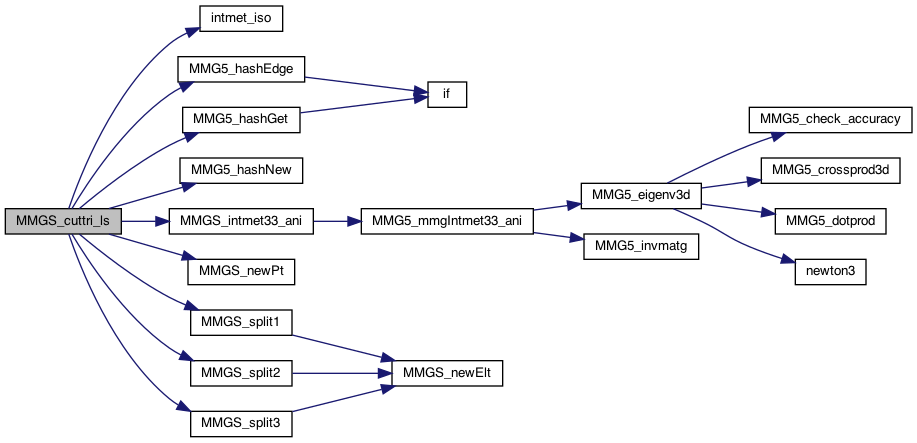 intmet_iso
MMG5_hashEdge
if
MMG5_hashGet
MMG5_check_accuracy
MMG5_hashNew
MMG5_crossprod3d
MMG5_eigenv3d
MMGS_cuttri_ls
MMGS_intmet33_ani
MMG5_mmgIntmet33_ani
MMG5_dotprod
MMG5_invmatg
MMGS_newPt
newton3
MMGS_split1
MMGS_split2
MMGS_newElt
MMGS_split3